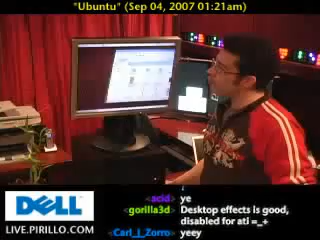 "Ubuntu" (Sep 04, 2007 01:21am)
DELL
LIVE.PIRILLO.COM
<acid> ye
<gorilla3d> Desktop effects is good,
disabled for ati =_+
<Carl_J_Zorro> yeey